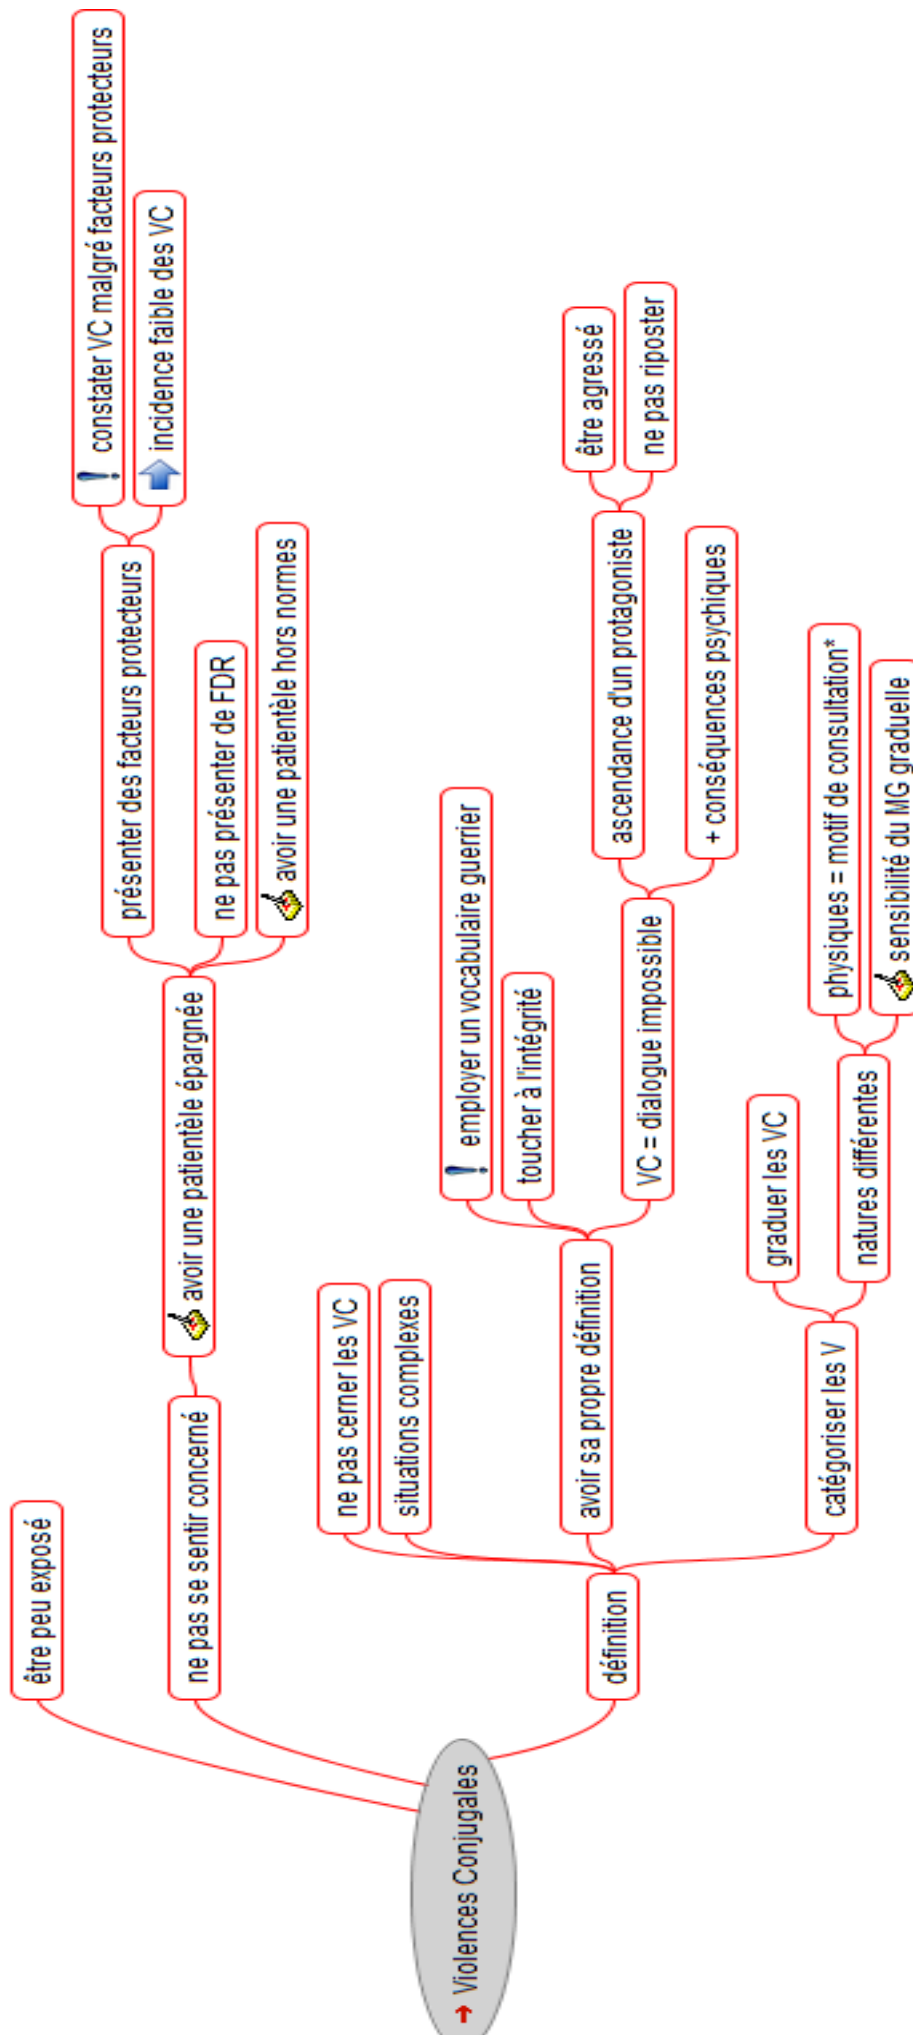 Violences Conjugales
être peu exposé
ne pas se sentir concerné
avoir une patientèle épargnée
présenter des facteurs protecteurs
constater VC malgré facteurs protecteurs
incidence faible des VC
ne pas présenter de FDR
avoir une patientèle hors normes
définition
ne pas cerner les VC
situations complexes
avoir sa propre définition
employer un vocabulaire guerrier
toucher à l'intégrité
VC = dialogue impossible
ascendance d'un protagoniste
être agressé
ne pas riposter
+ conséquences psychiques
catégoriser les V
graduer les VC
natures différentes
physiques = motif de consultation*
sensibilité du MG graduelle